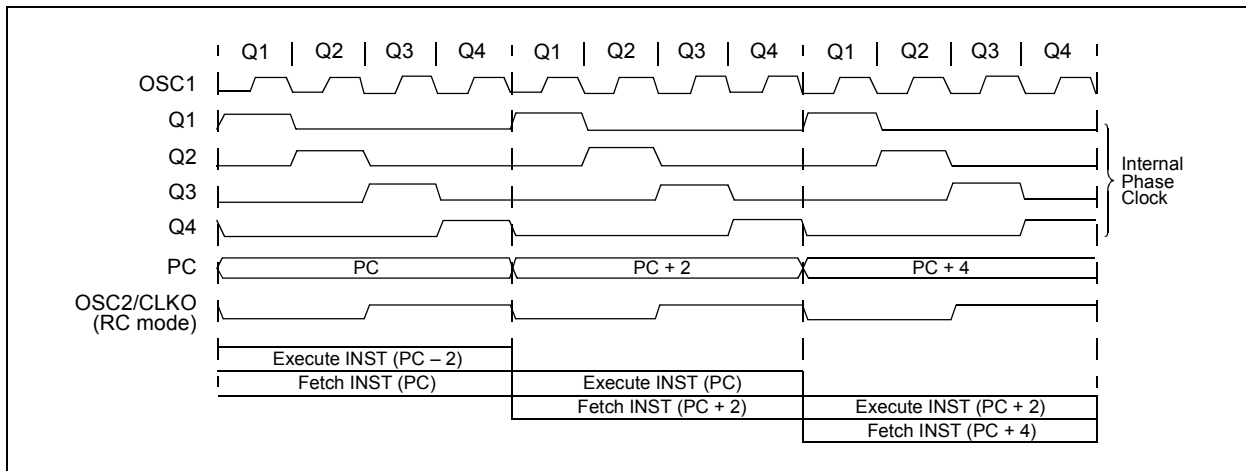 Q1 Q2 Q3 Q4 Q1 Q2 Q3 Q4 Q1 Q2 Q3 Q4
OSC1
Q1
Q2
Q3
Q4
Internal
Phase
Clock
PC PC PC + 2 PC + 4
OSC2/CLKO
(RC mode)
Execute INST (PC – 2)
Fetch INST (PC) Execute INST (PC)
Fetch INST (PC + 2) Execute INST (PC + 2)
Fetch INST (PC + 4)